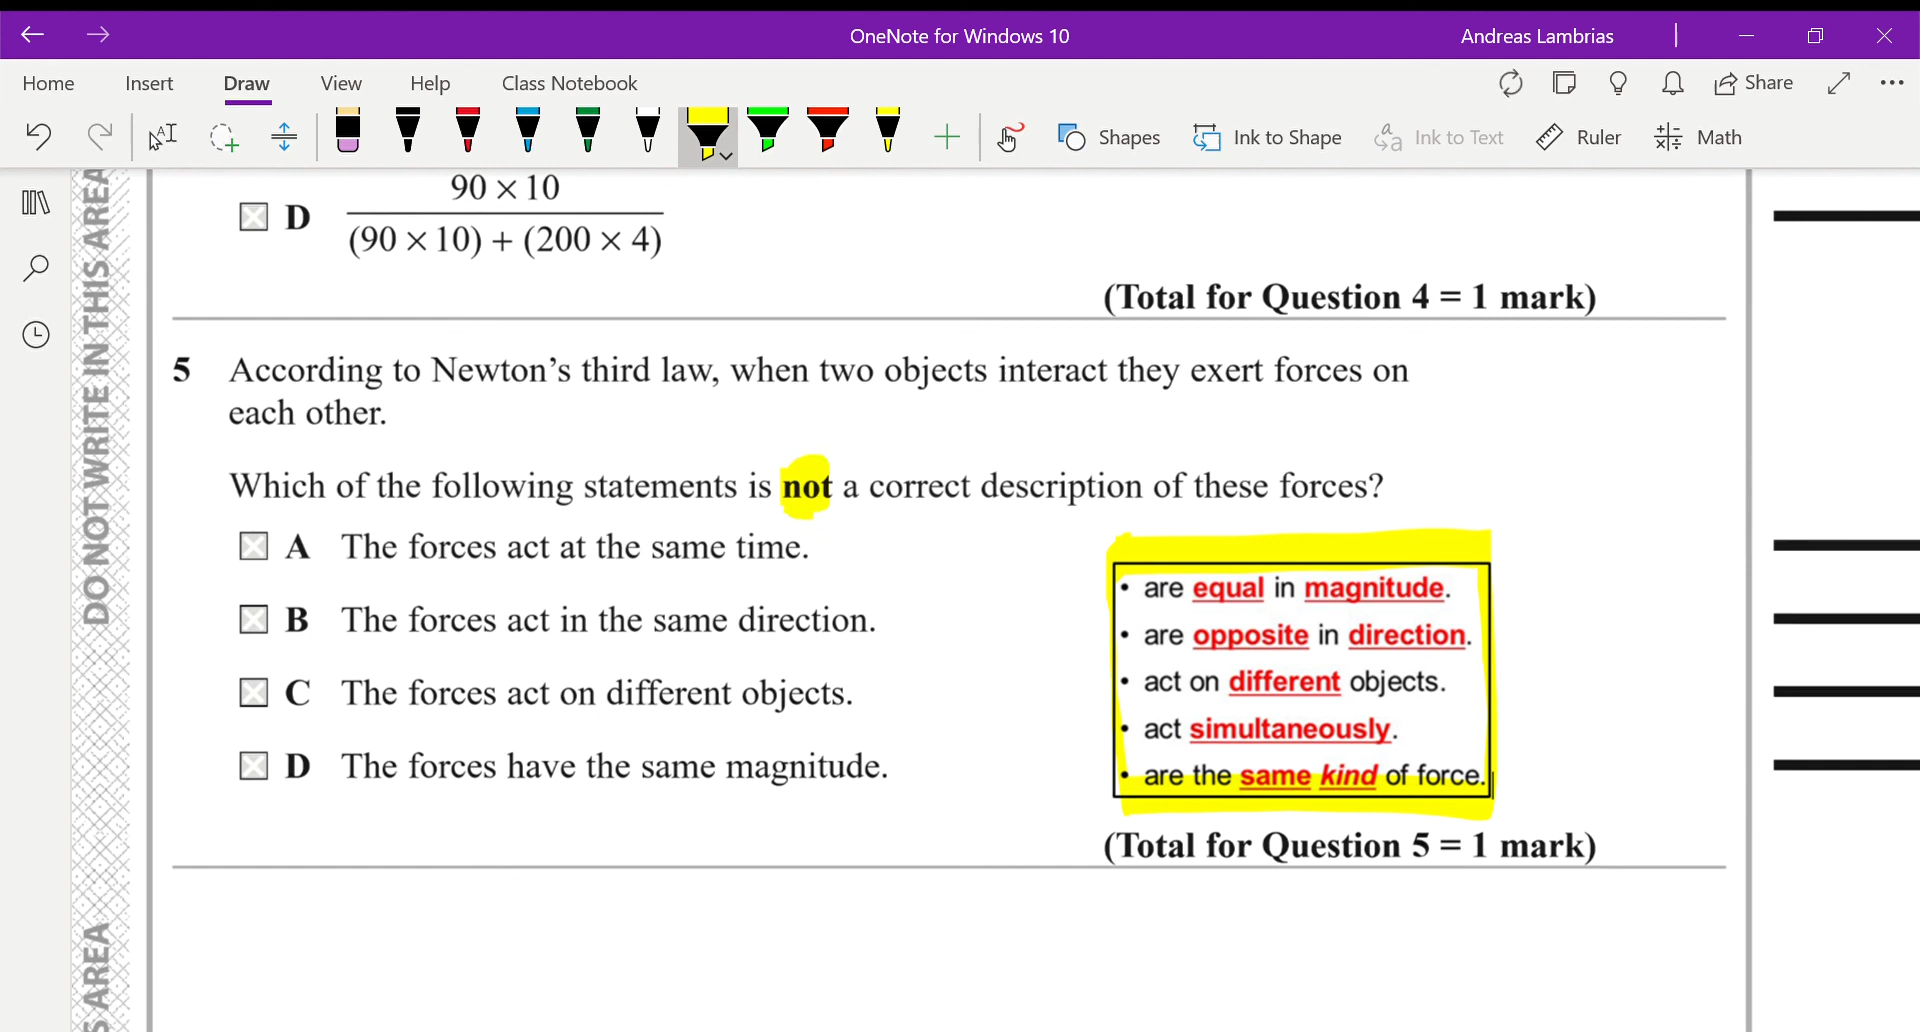 OneNote for Windows 10
Andreas Lambrias
Home Insert Draw View Help Class Notebook
Share
Shapes Ink to Shape Ink to Text Ruler Math
DO NOT WRITE IN THIS AREA
90 × 10
D
(90 × 10) + (200 × 4)
(Total for Question 4 = 1 mark)
5 According to Newton’s third law, when two objects interact they exert forces on
each other.
Which of the following statements is not a correct description of these forces?
A The forces act at the same time.
B The forces act in the same direction.
C The forces act on different objects.
D The forces have the same magnitude.
• are equal in magnitude.
• are opposite in direction.
• act on different objects.
• act simultaneously.
• are the same kind of force.
(Total for Question 5 = 1 mark)
S AREA